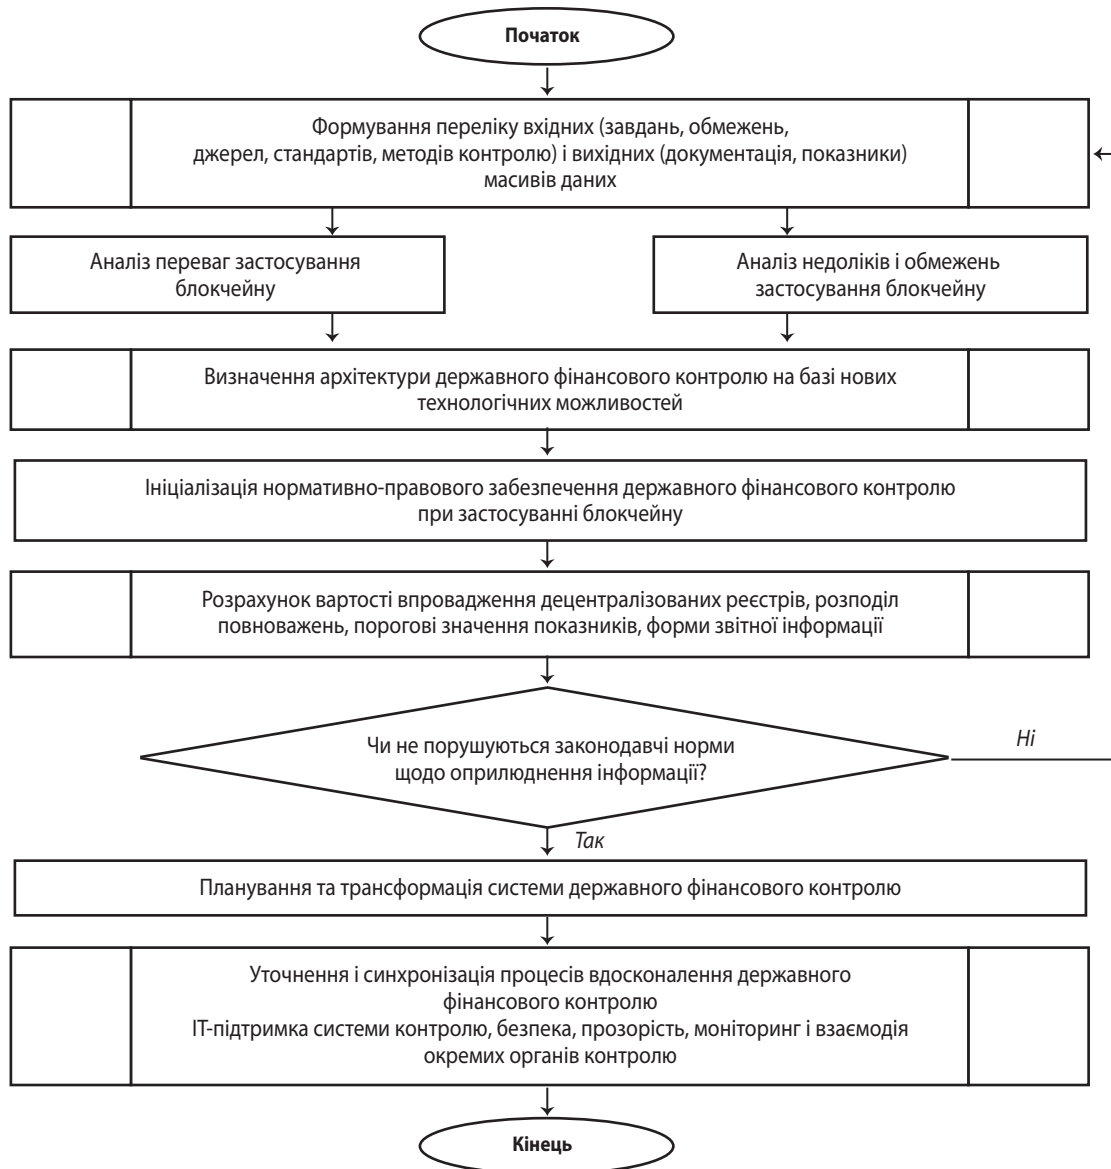 Початок
Формування переліку вхідних (завдань, обмежень,
джерел, стандартів, методів контролю) і вихідних (документація, показники)
масивів даних
Аналіз переваг застосування
блокчейну
Аналіз недоліків і обмежень
застосування блокчейну
Визначення архітектури державного фінансового контролю на базі нових
технологічних можливостей
Ініціалізація нормативно-правового забезпечення державного фінансового контролю
при застосуванні блокчейну
Розрахунок вартості впровадження децентралізованих реєстрів, розподіл
повноважень, порогові значення показників, форми звітної інформації
Чи не порушуються законодавчі норми
щодо оприлюднення інформації?
Ні
Так
Планування та трансформація системи державного фінансового контролю
Уточнення і синхронізація процесів вдосконалення державного
фінансового контролю
ІТ-підтримка системи контролю, безпека, прозорість, моніторинг і взаємодія
окремих органів контролю
Кінець